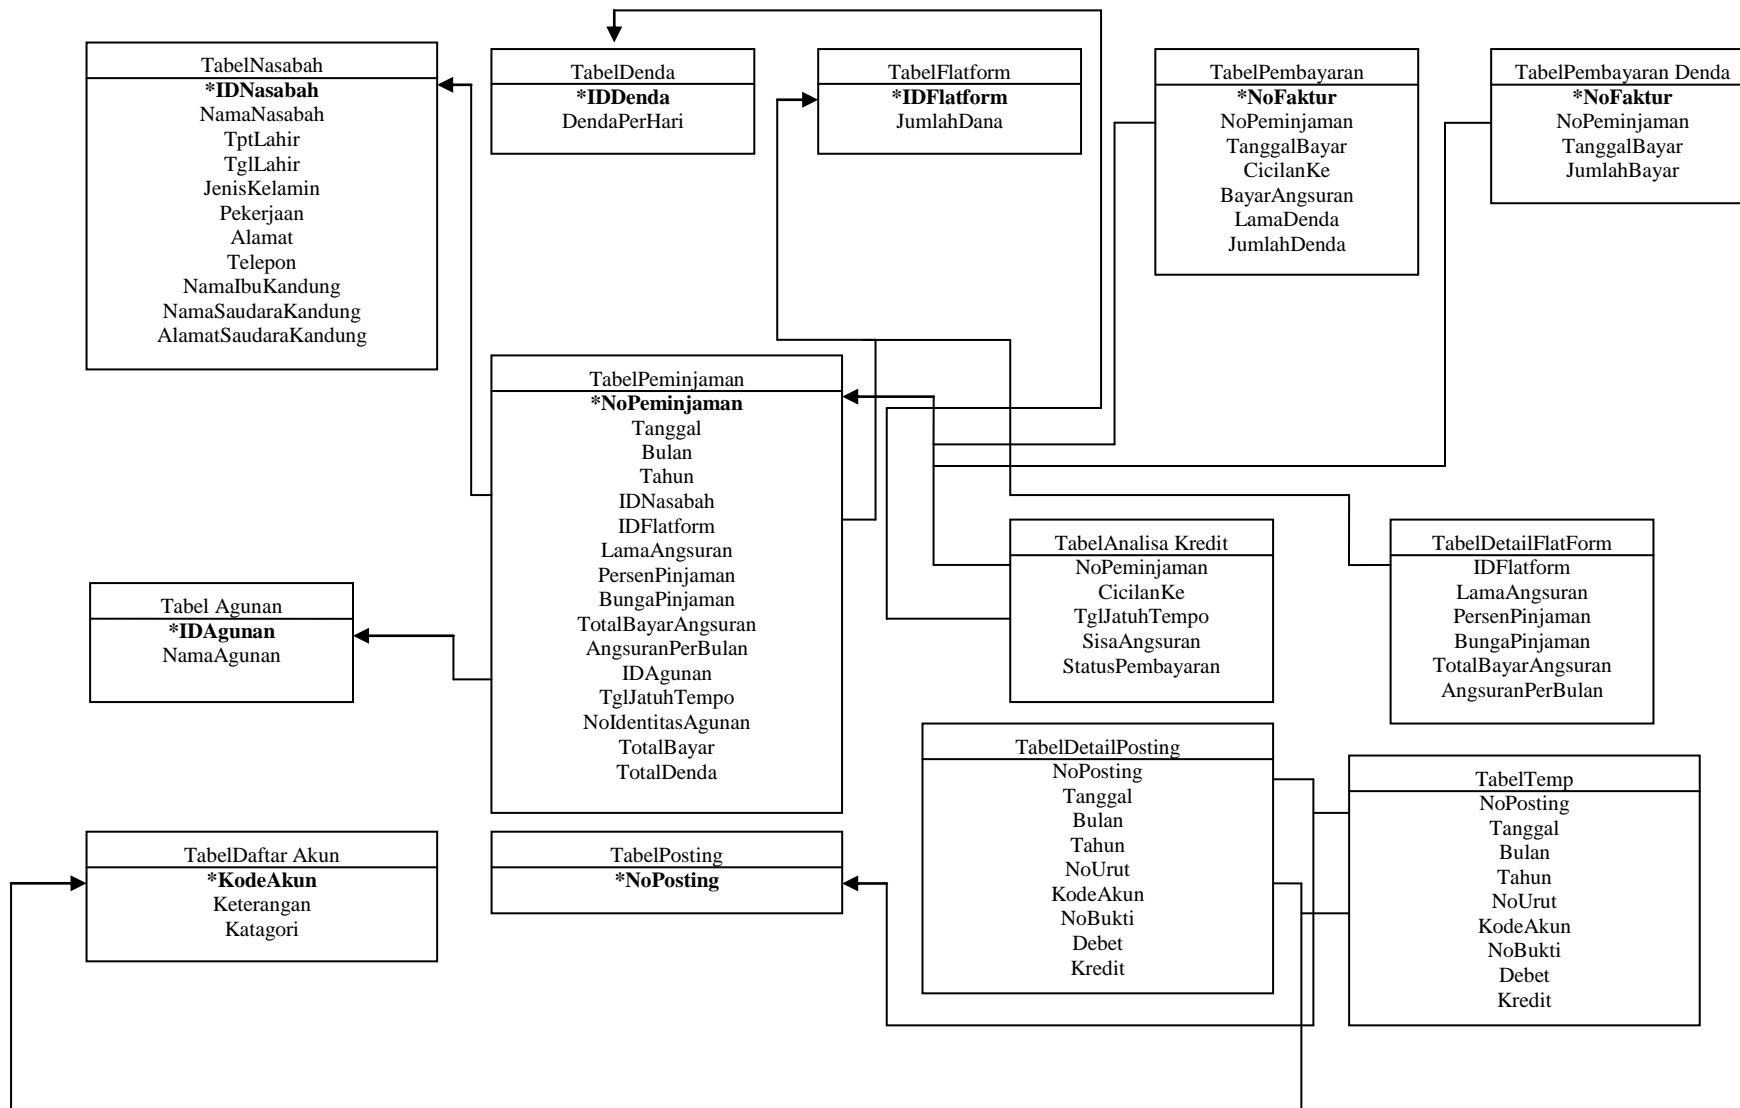 TabelNasabah
*IDNasabah
NamaNasabah
TptLahir
TglLahir
JenisKelamin
Pekerjaan
Alamat
Telepon
NamaIbuKandung
NamaSaudaraKandung
AlamatSaudaraKandung
TabelDenda
*IDDenda
DendaPerHari
TabelFlatform
*IDFlatform
JumlahDana
TabelPembayaran
*NoFaktur
NoPeminjaman
TanggalBayar
CicilanKe
BayarAngsuran
LamaDenda
JumlahDenda
TabelPembayaran Denda
*NoFaktur
NoPeminjaman
TanggalBayar
JumlahBayar
TabelPeminjaman
*NoPeminjaman
Tanggal
Bulan
Tahun
IDNasabah
IDFlatform
LamaAngsuran
PersenPinjaman
BungaPinjaman
TotalBayarAngsuran
AngsuranPerBulan
IDAgunan
TglJatuhTempo
NoIdentitasAgunan
TotalBayar
TotalDenda
Tabel Agunan
*IDAgunan
NamaAgunan
TabelAnalisa Kredit
NoPeminjaman
CicilanKe
TglJatuhTempo
SisaAngsuran
StatusPembayaran
TabelDetailFlatForm
IDFlatform
LamaAngsuran
PersenPinjaman
BungaPinjaman
TotalBayarAngsuran
AngsuranPerBulan
TabelDaftar Akun
*KodeAkun
Keterangan
Katagori
TabelPosting
*NoPosting
TabelDetailPosting
NoPosting
Tanggal
Bulan
Tahun
NoUrut
KodeAkun
NoBukti
Debet
Kredit
TabelTemp
NoPosting
Tanggal
Bulan
Tahun
NoUrut
KodeAkun
NoBukti
Debet
Kredit